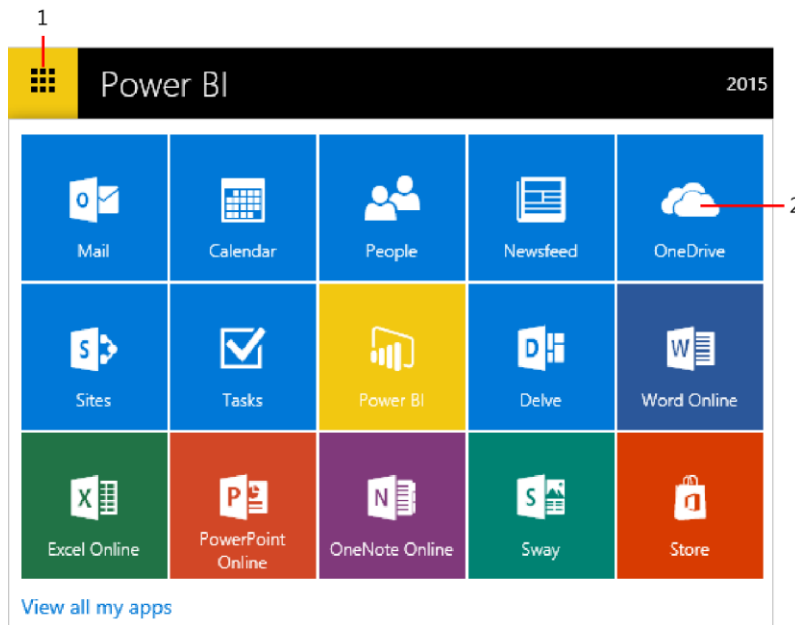 1
Power BI
2015
2
Mail
Calendar
People
Newsfeed
OneDrive
Sites
Tasks
Power BI
Delve
Word Online
Excel Online
PowerPoint
Online
OneNote Online
Sway
Store
View all my apps